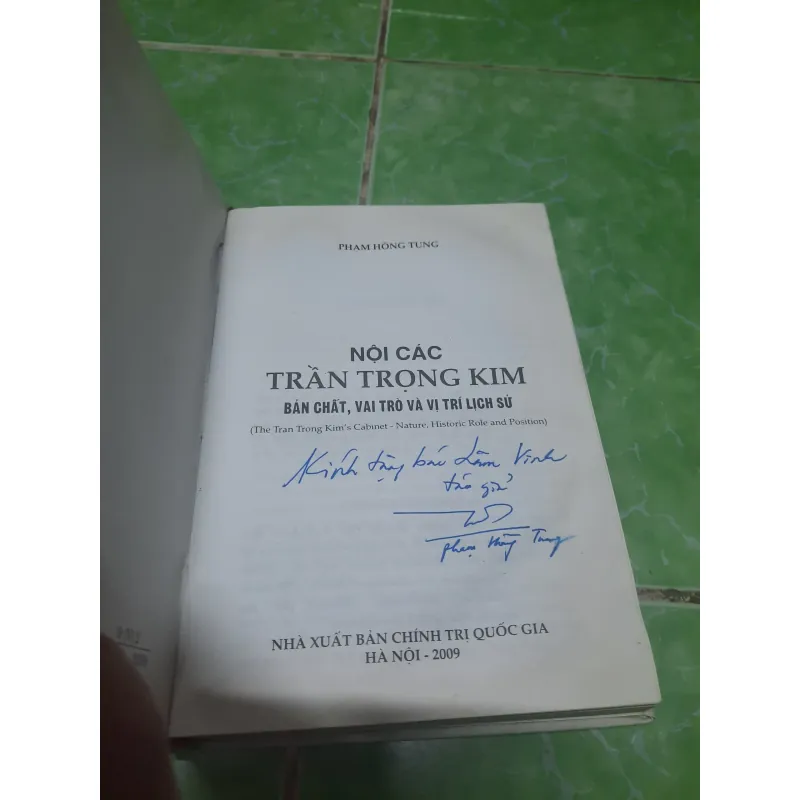 PHẠM HỒNG TUNG
NỘI CÁC
TRẦN TRỌNG KIM
BẢN CHẤT, VAI TRÒ VÀ VỊ TRÍ LỊCH SỬ
(The Tran Trong Kim's Cabinet - Nature, Historic Role and Position)
Kính tặng bác Lâm Vinh
tác giả
Phạm Hồng Tung
NHÀ XUẤT BẢN CHÍNH TRỊ QUỐC GIA
HÀ NỘI - 2009